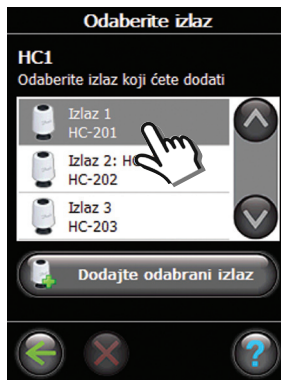 Odaberite izlaz
HC1
Odaberite izlaz koji ćete dodati
Izlaz 1
HC-201
Izlaz 2: HC
HC-202
Izlaz 3
HC-203
Dodajte odabrani izlaz
?